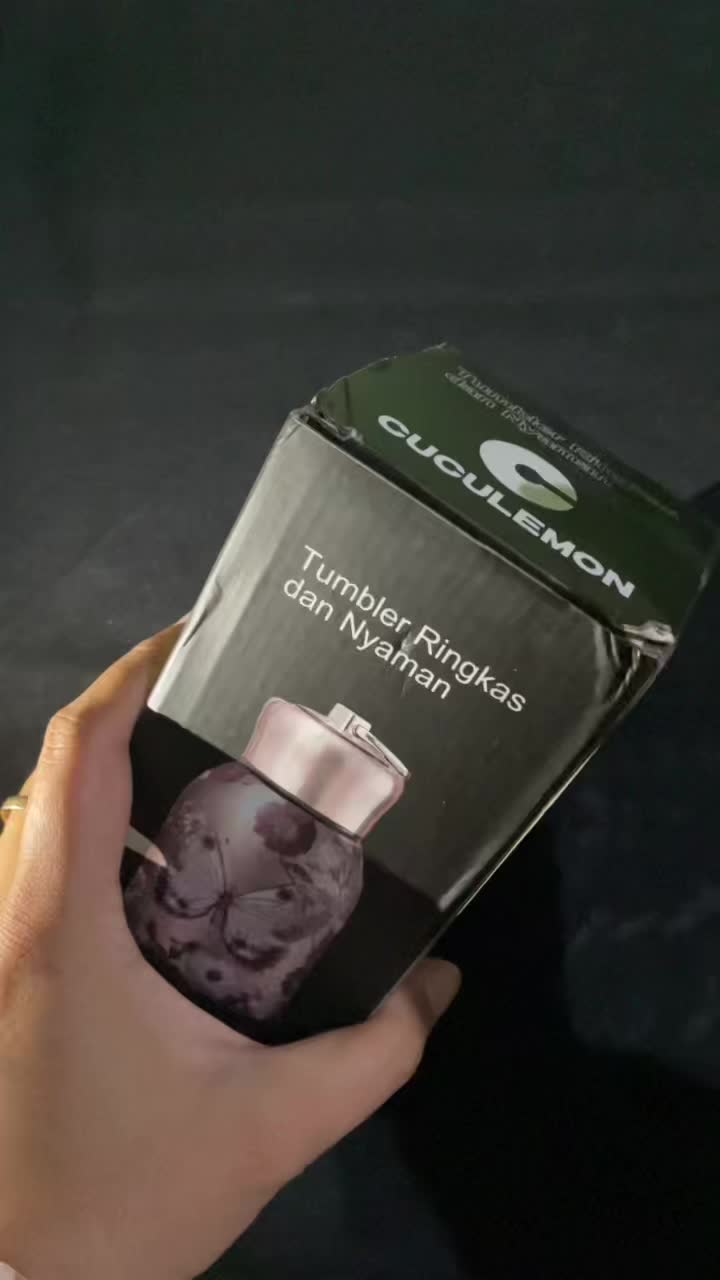 CUCULEMON
Tumbler Ringkas
dan Nyaman